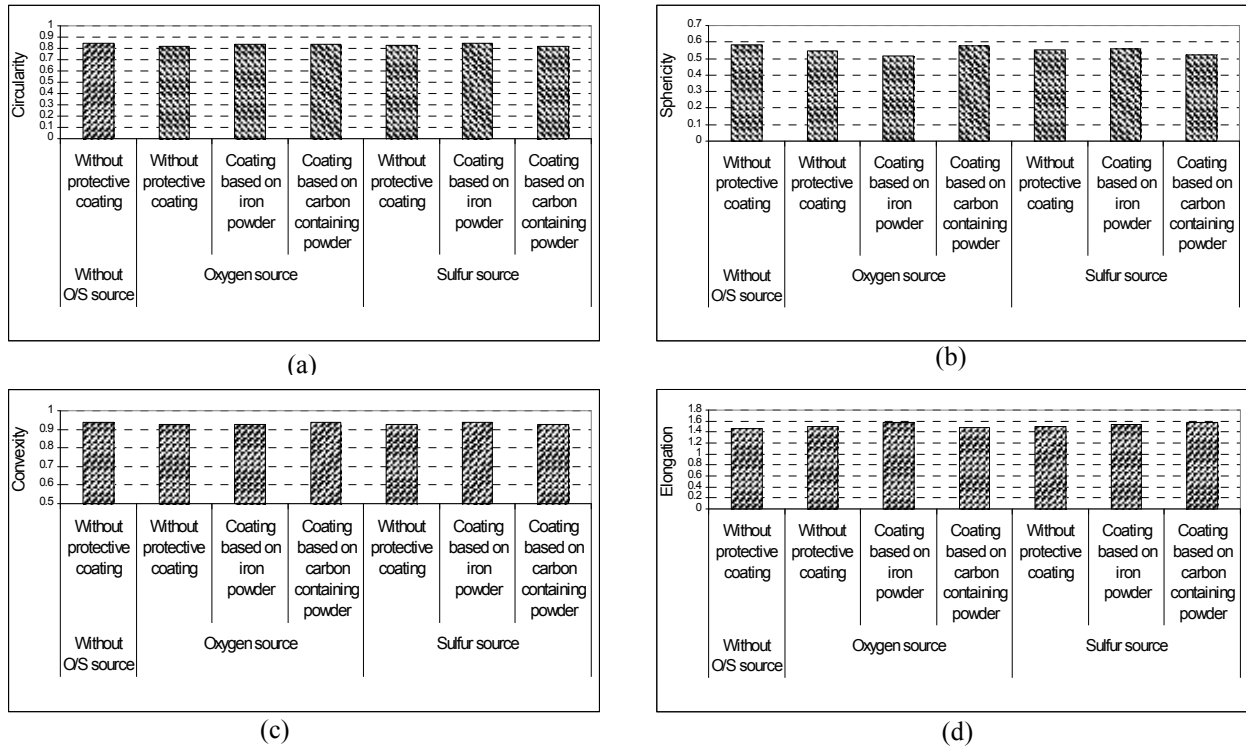 Circularity
1
0.9
0.8
0.7
0.6
0.5
0.4
0.3
0.2
0.1
0
Without protective coating
Without protective coating
Coating based on iron powder
Coating based on carbon containing powder
Without protective coating
Coating based on iron powder
Coating based on carbon containing powder
Without O/S source
Oxygen source
Sulfur source
(a)
Sphericity
0.7
0.6
0.5
0.4
0.3
0.2
0.1
0
Without protective coating
Without protective coating
Coating based on iron powder
Coating based on carbon containing powder
Without protective coating
Coating based on iron powder
Coating based on carbon containing powder
Without O/S source
Oxygen source
Sulfur source
(b)
Convexity
1
0.9
0.8
0.7
0.6
0.5
Without protective coating
Without protective coating
Coating based on iron powder
Coating based on carbon containing powder
Without protective coating
Coating based on iron powder
Coating based on carbon containing powder
Without O/S source
Oxygen source
Sulfur source
(c)
Elongation
1.8
1.6
1.4
1.2
1
0.8
0.6
0.4
0.2
0
Without protective coating
Without protective coating
Coating based on iron powder
Coating based on carbon containing powder
Without protective coating
Coating based on iron powder
Coating based on carbon containing powder
Without O/S source
Oxygen source
Sulfur source
(d)